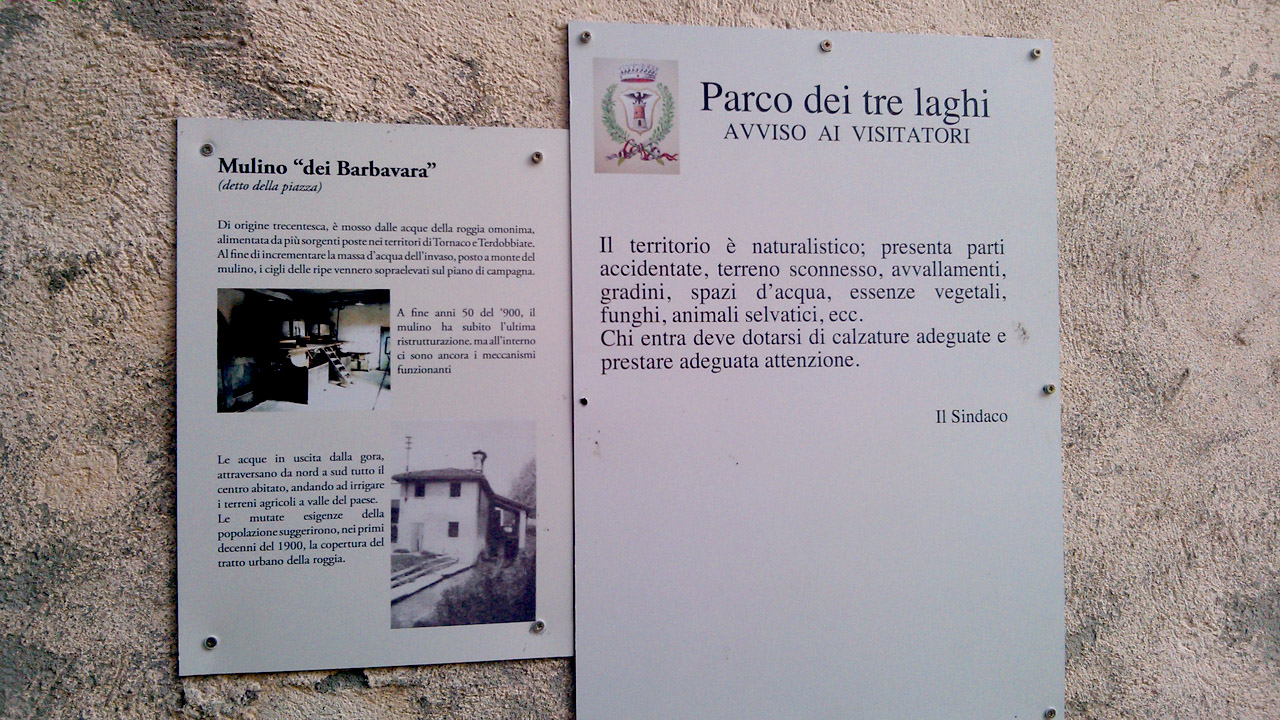 Mulino “dei Barbavara”
(detto della piazza)
Di origine trecentesca, è mosso dalle acque della roggia omonima,
alimentata da più sorgenti poste nei territori di Tornaco e Terdobbiate.
Al fine di incrementare la massa d'acqua dell'invaso, posto a monte del
mulino, i cigli delle ripe vennero sopraelevati sul piano di campagna.
A fine anni 50 del '900, il
mulino ha subito l'ultima
ristrutturazione. ma all'interno
ci sono ancora i meccanismi
funzionanti
Le acque in uscita dalla gora,
attraversano da nord a sud tutto il
centro abitato, andando ad irrigare
i terreni agricoli a valle del paese.
Le mutate esigenze della
popolazione suggerirono, nei primi
decenni del 1900, la copertura del
tratto urbano della roggia.
Parco dei tre laghi
AVVISO AI VISITATORI
Il territorio è naturalistico; presenta parti
accidentate, terreno sconnesso, avvallamenti,
gradini, spazi d'acqua, essenze vegetali,
funghi, animali selvatici, ecc.
Chi entra deve dotarsi di calzature adeguate e
prestare adeguata attenzione.
Il Sindaco